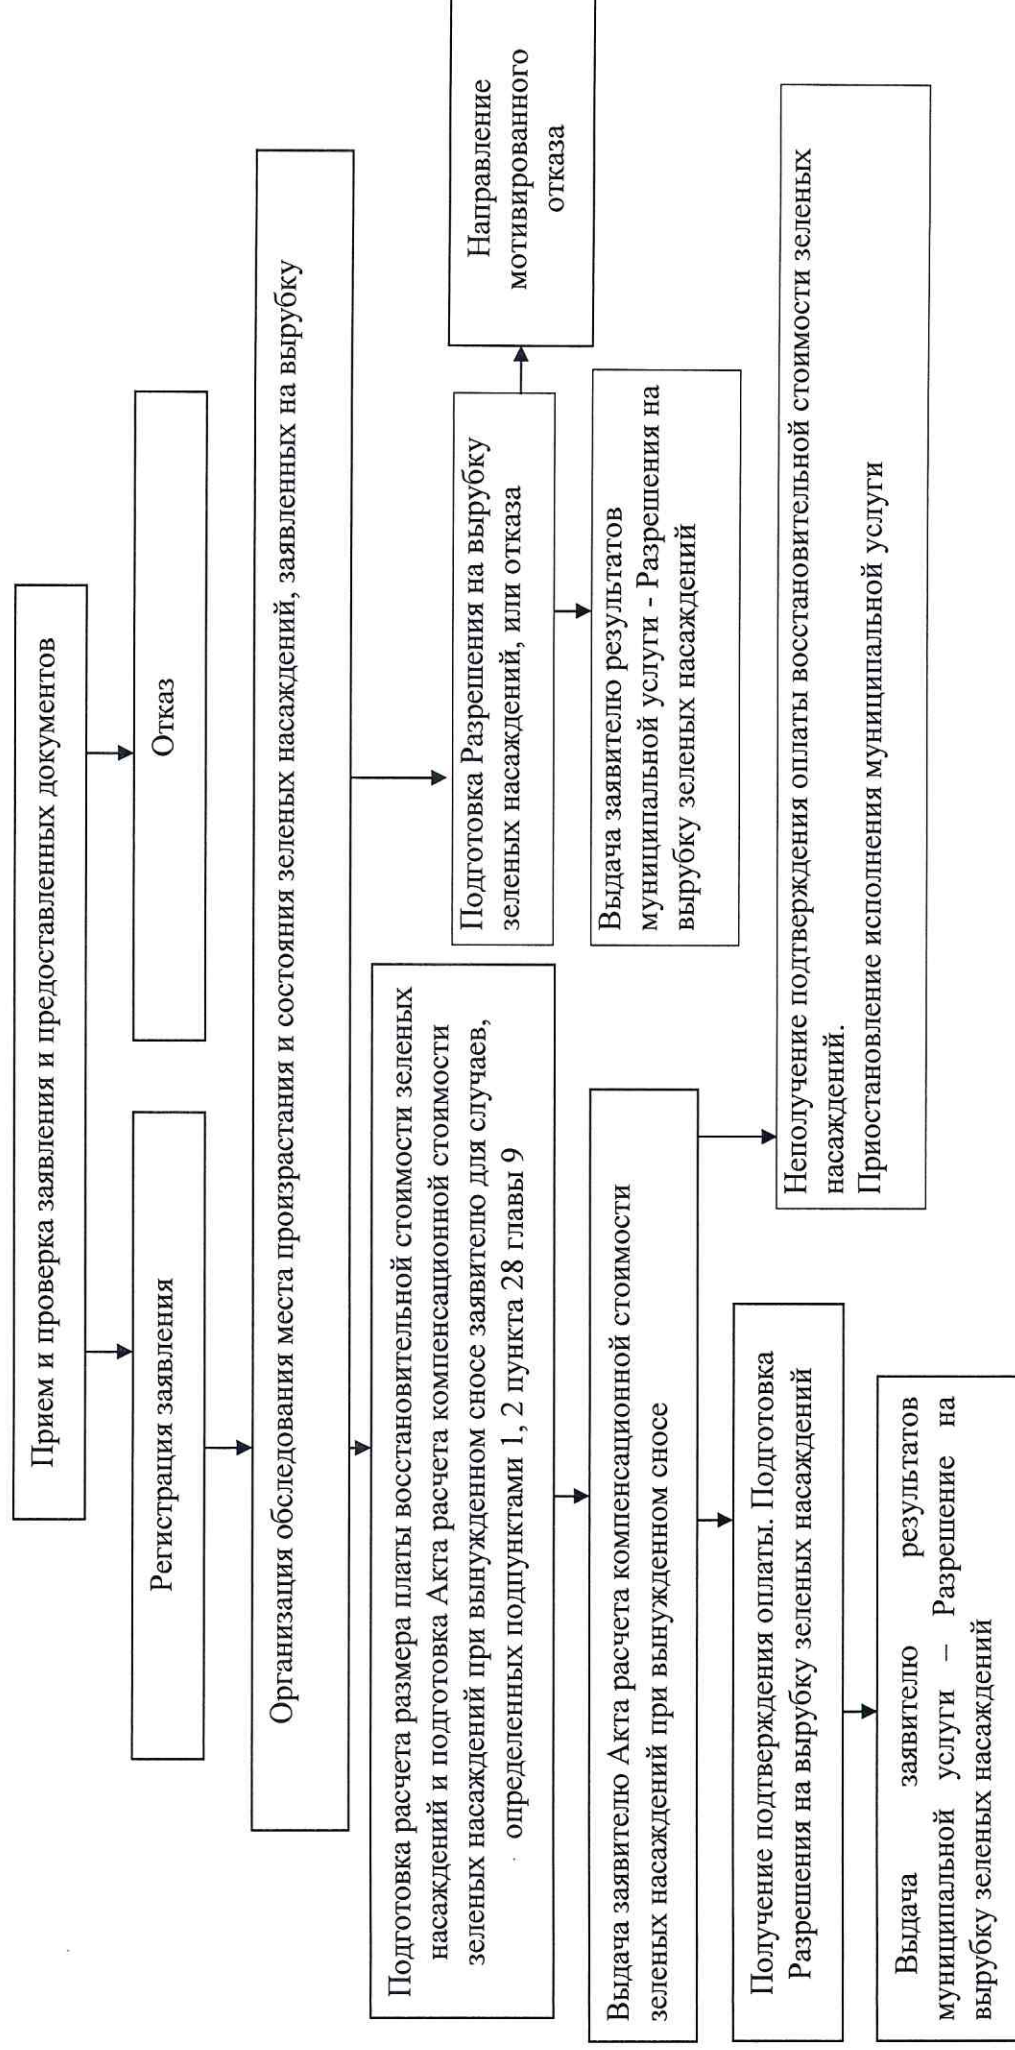 Прием и проверка заявления и предоставленных документов
Регистрация заявления
Отказ
Организация обследования места произрастания и состояния зеленых насаждений, заявленных на вырубку
Подготовка расчета размера платы восстановительной стоимости зеленых
насаждений и подготовка Акта расчета компенсационной стоимости
зеленых насаждений при вынужденном сносе заявителю для случаев,
определенных подпунктами 1, 2 пункта 28 главы 9
Подготовка Разрешения на вырубку
зеленых насаждений, или отказа
Направление
мотивированного
отказа
Выдача заявителю Акта расчета компенсационной стоимости
зеленых насаждений при вынужденном сносе
Выдача заявителю результатов
муниципальной услуги - Разрешения на
вырубку зеленых насаждений
Получение подтверждения оплаты. Подготовка
Разрешения на вырубку зеленых насаждений
Неполучение подтверждения оплаты восстановительной стоимости зеленых
насаждений.
Приостановление исполнения муниципальной услуги
Выдача заявителю результатов
муниципальной услуги – Разрешение на
вырубку зеленых насаждений